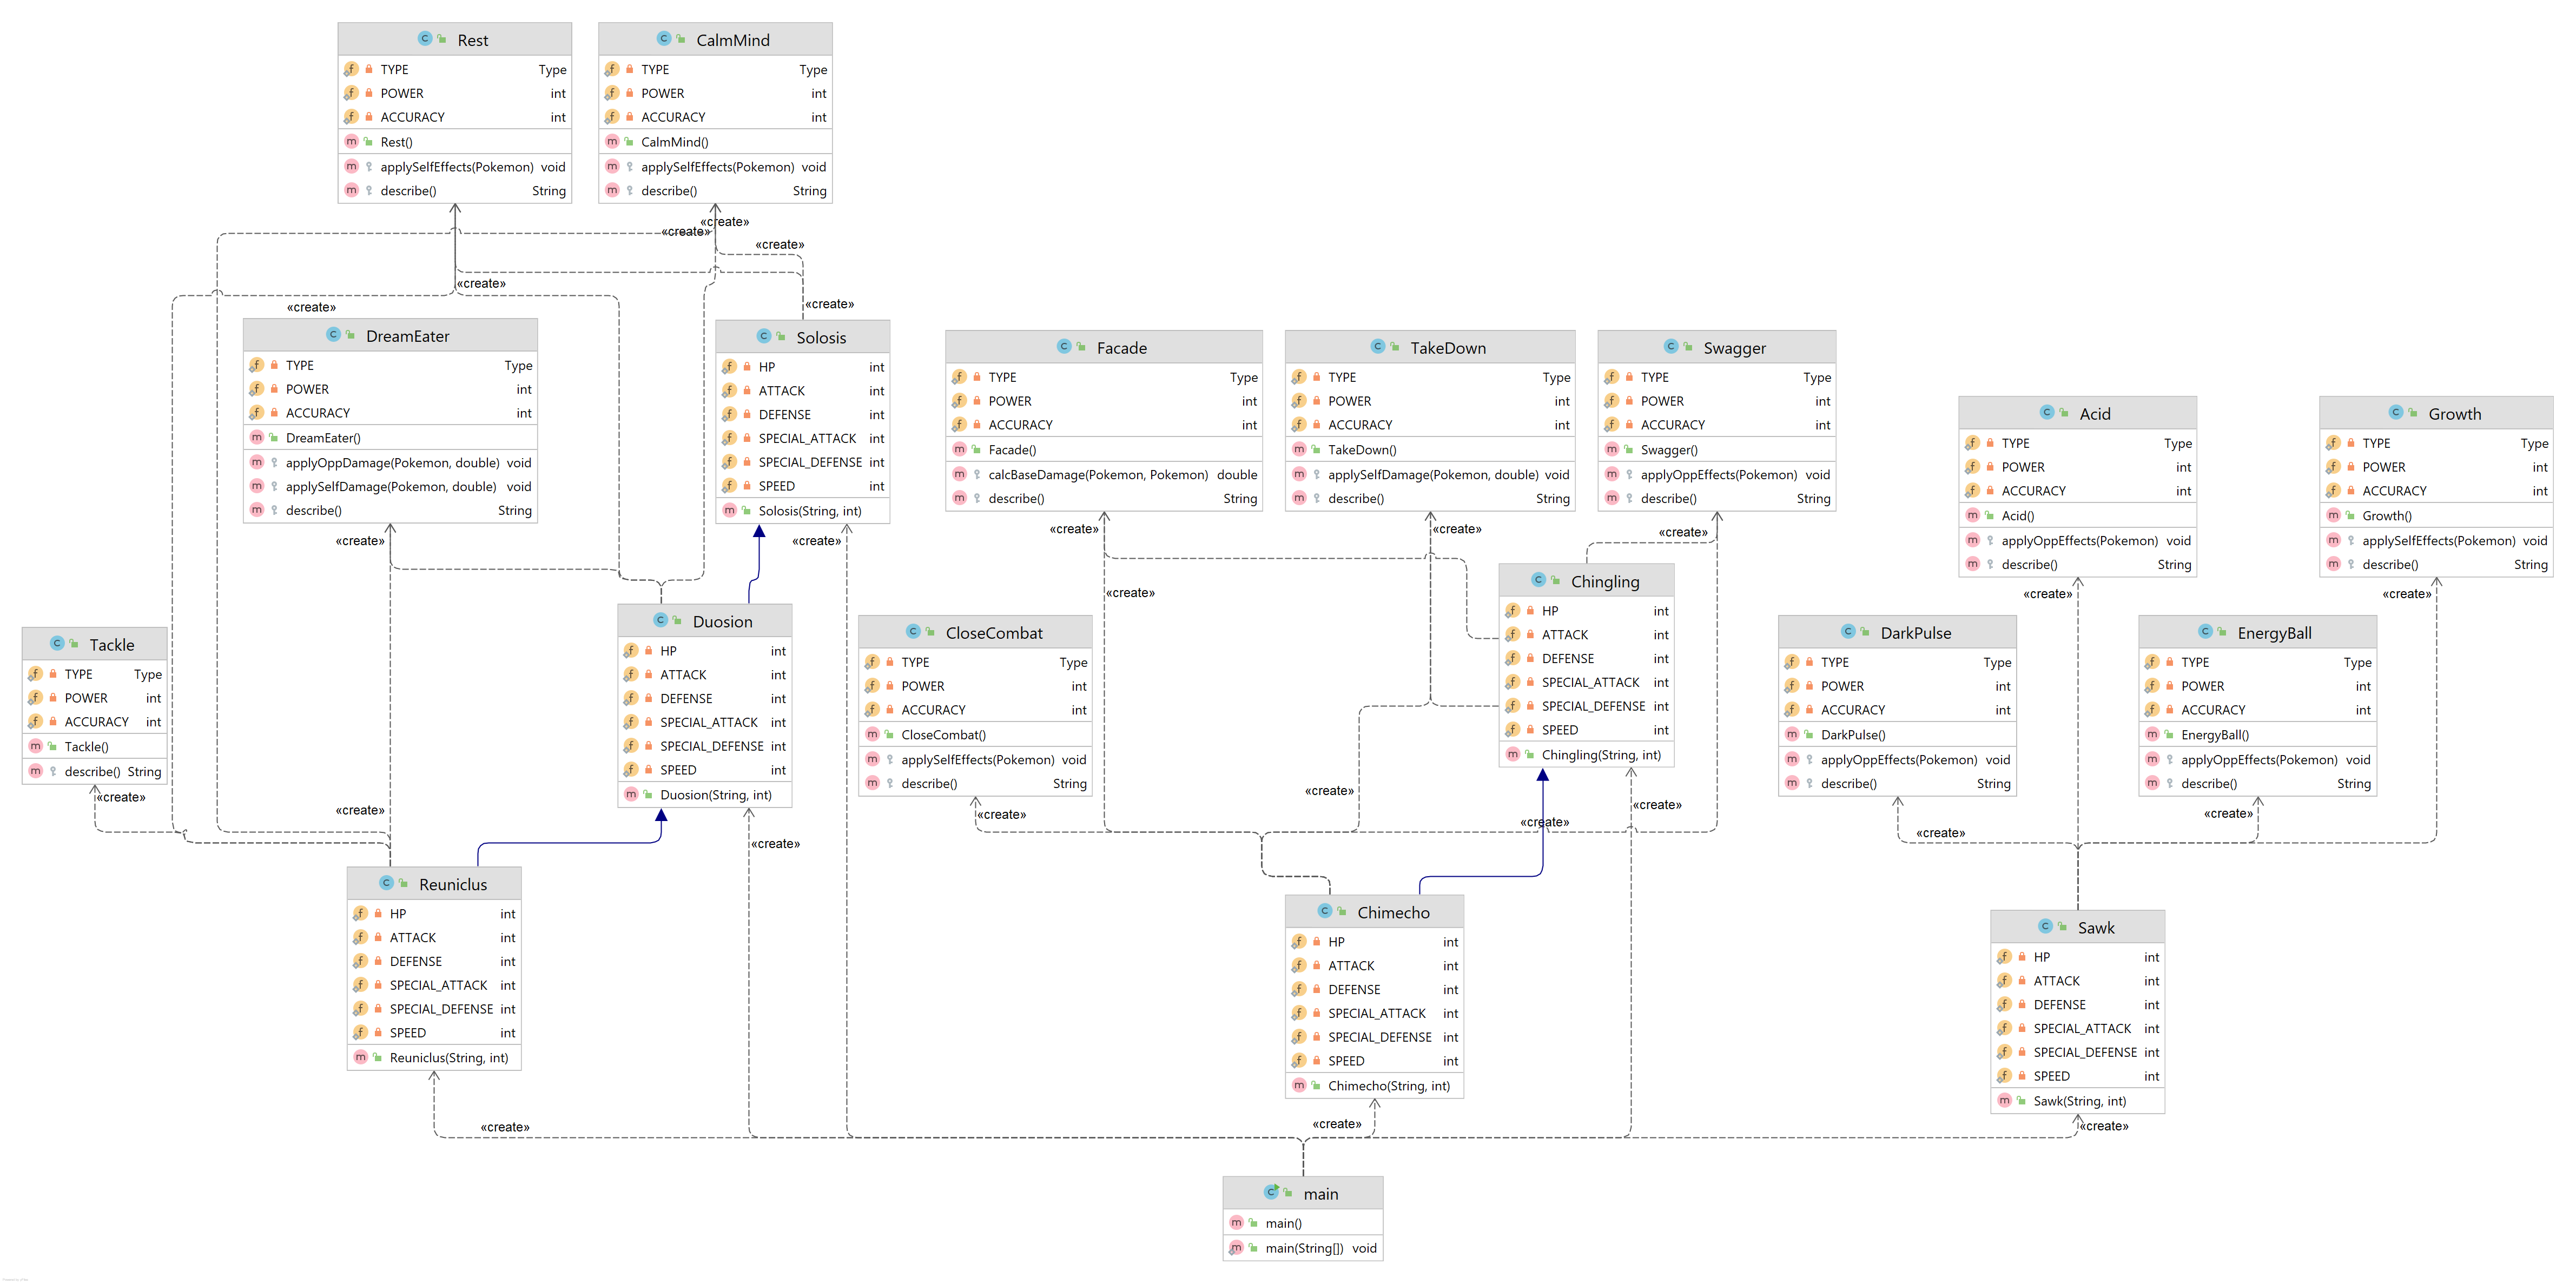 Rest
TYPE Type
POWER int
ACCURACY int
Rest()
applySelfEffects(Pokemon) void
describe() String
CalmMind
TYPE Type
POWER int
ACCURACY int
CalmMind()
applySelfEffects(Pokemon) void
describe() String
«create»
«create»
«create»
«create»
«create»
«create»
DreamEater
TYPE Type
POWER int
ACCURACY int
DreamEater()
applyOppDamage(Pokemon, double) void
applySelfDamage(Pokemon, double) void
describe() String
Solosis
HP int
ATTACK int
DEFENSE int
SPECIAL_ATTACK int
SPECIAL_DEFENSE int
SPEED int
Solosis(String, int)
Facade
TYPE Type
POWER int
ACCURACY int
Facade()
calcBaseDamage(Pokemon, Pokemon) double
describe() String
TakeDown
TYPE Type
POWER int
ACCURACY int
TakeDown()
applySelfDamage(Pokemon, double) void
describe() String
Swagger
TYPE Type
POWER int
ACCURACY int
Swagger()
applyOppEffects(Pokemon) void
describe() String
Acid
TYPE Type
POWER int
ACCURACY int
Acid()
applyOppEffects(Pokemon) void
describe() String
Growth
TYPE Type
POWER int
ACCURACY int
Growth()
applySelfEffects(Pokemon) void
describe() String
«create»
«create»
«create»
«create»
«create»
«create»
«create»
«create»
Tackle
TYPE Type
POWER int
ACCURACY int
Tackle()
describe() String
Duosion
HP int
ATTACK int
DEFENSE int
SPECIAL_ATTACK int
SPECIAL_DEFENSE int
SPEED int
Duosion(String, int)
CloseCombat
TYPE Type
POWER int
ACCURACY int
CloseCombat()
applySelfEffects(Pokemon) void
describe() String
Chingling
HP int
ATTACK int
DEFENSE int
SPECIAL_ATTACK int
SPECIAL_DEFENSE int
SPEED int
Chingling(String, int)
DarkPulse
TYPE Type
POWER int
ACCURACY int
DarkPulse()
applyOppEffects(Pokemon) void
describe() String
EnergyBall
TYPE Type
POWER int
ACCURACY int
EnergyBall()
applyOppEffects(Pokemon) void
describe() String
«create»
«create»
«create»
«create»
«create»
«create»
«create»
«create»
«create»
Reuniclus
HP int
ATTACK int
DEFENSE int
SPECIAL_ATTACK int
SPECIAL_DEFENSE int
SPEED int
Reuniclus(String, int)
Chimecho
HP int
ATTACK int
DEFENSE int
SPECIAL_ATTACK int
SPECIAL_DEFENSE int
SPEED int
Chimecho(String, int)
Sawk
HP int
ATTACK int
DEFENSE int
SPECIAL_ATTACK int
SPECIAL_DEFENSE int
SPEED int
Sawk(String, int)
«create»
«create»
«create»
main
main()
main(String[]) void